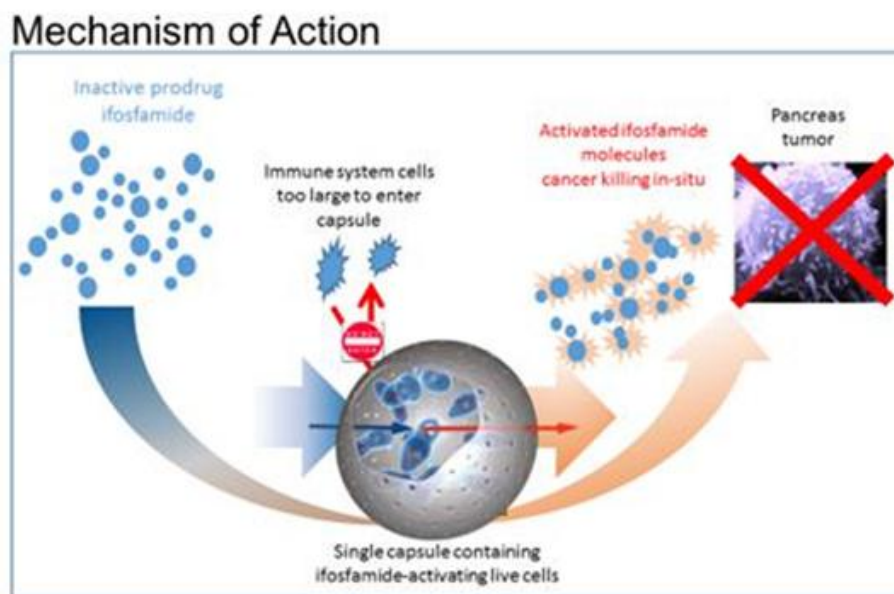 Mechanism of Action
Inactive prodrug
ifosfamide
Immune system cells
too large to enter
capsule
Activated ifosfamide
molecules
cancer killing in-situ
Pancreas
tumor
Single capsule containing
ifosfamide-activating live cells